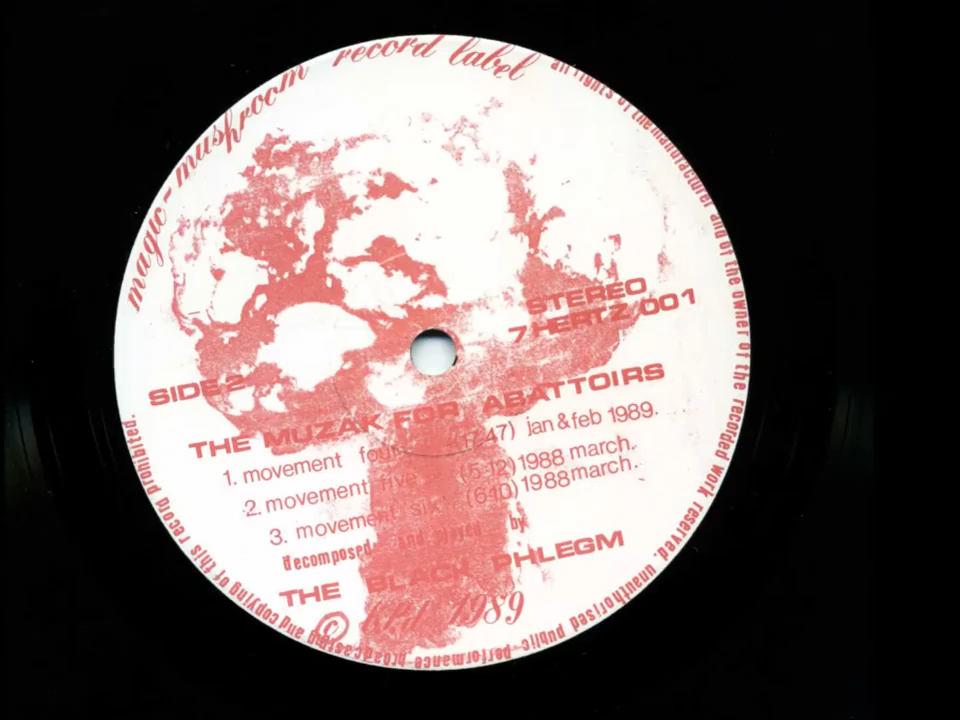 magic-mushroom record label
all rights of the manufacturer and of the owner of the recorded work reserved. unauthorised public performance broadcasting and copying of this record prohibited.
STEREO
7 HERTZ/001
SIDE 2
THE MUZAK FOR ABATTOIRS
1. movement four 47) jan & feb 1989.
2. movement five (5·12) 1988 march.
3. movement six (6·10) 1988 march.
decomposed and played by
THE BLACK PHLEGM
© 1989